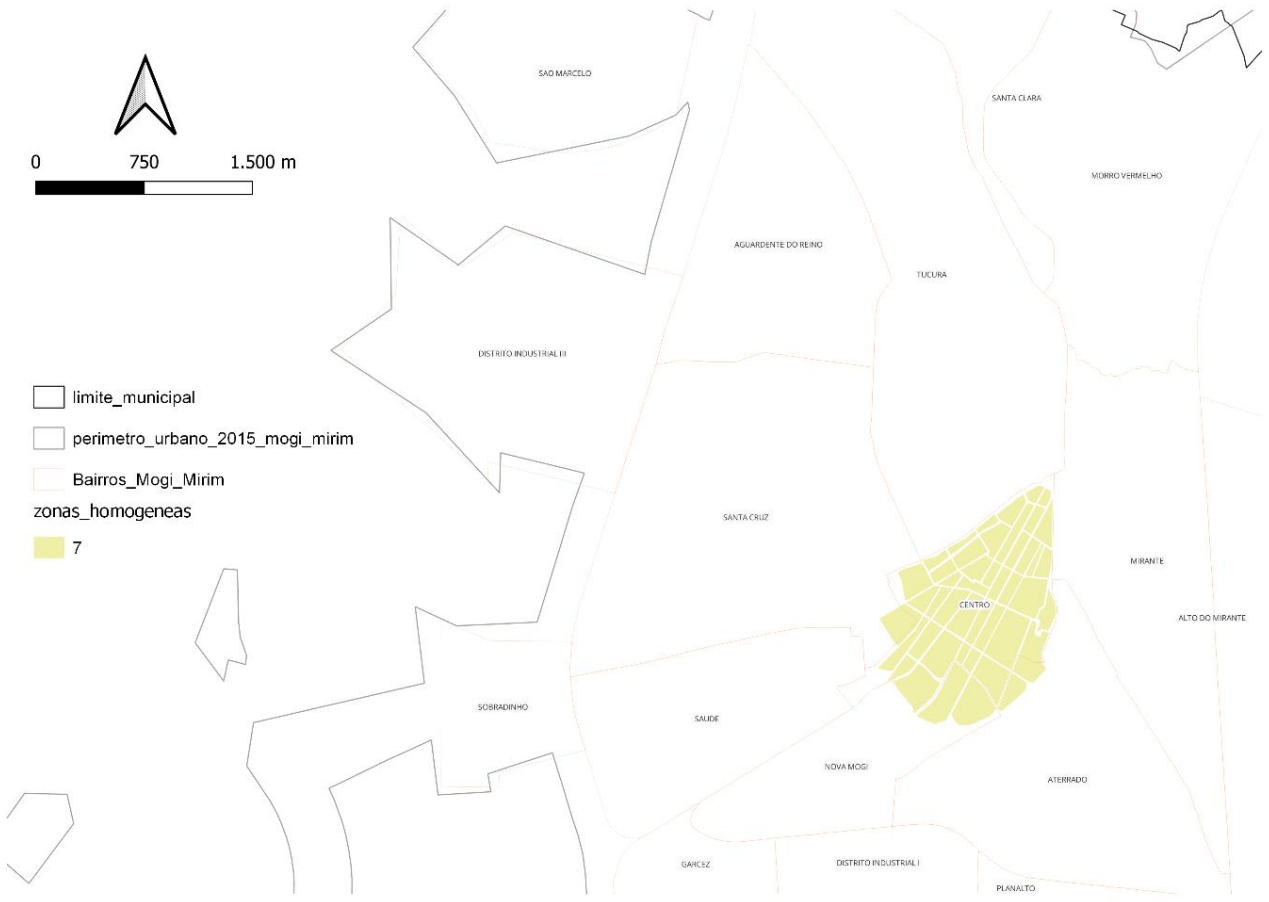 SAO MARCELO
SANTA CLARA
0 750 1.500 m
MORRO VERMELHO
AGUARDENTE DO REINO
TUCURA
DISTRITO INDUSTRIAL III
limite_municipal
perimetro_urbano_2015_mogi_mirim
Bairros_Mogi_Mirim
zonas_homogeneas
7
SANTA CRUZ
MIRANTE
CENTRO
ALTO DO MIRANTE
SOBRADINHO
SAUDE
NOVA MOGI
ATERRADO
GARCEZ
DISTRITO INDUSTRIAL I
PLANALTO